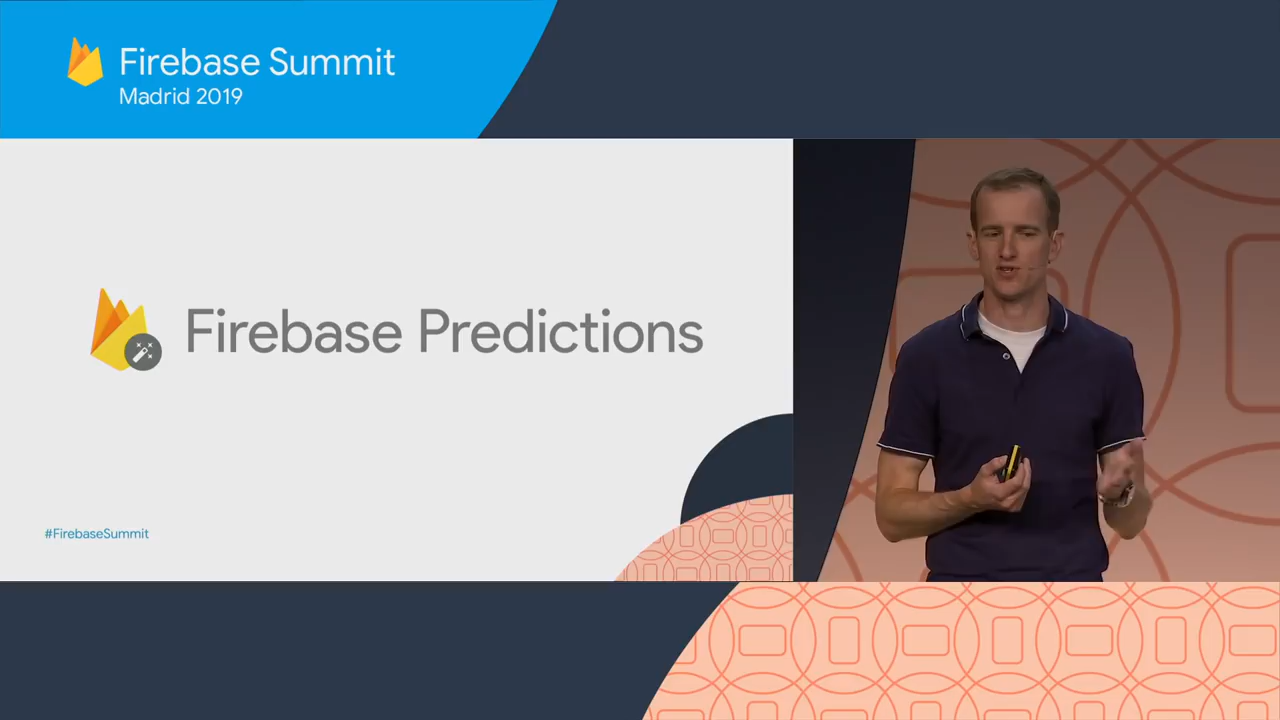 Firebase Summit
Madrid 2019
Firebase Predictions
#FirebaseSummit